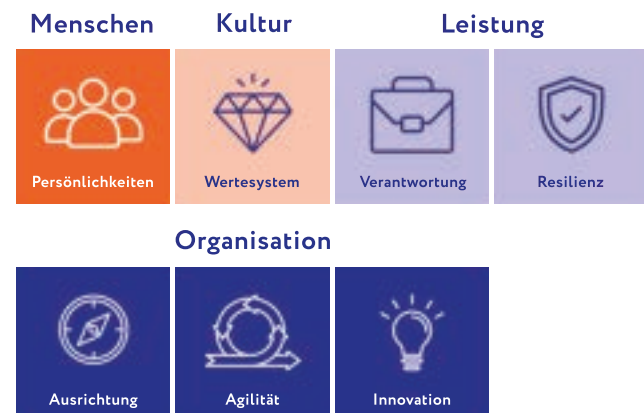 Menschen Kultur Leistung
Persönlichkeiten Wertesystem Verantwortung Resilienz
Organisation
Ausrichtung Agilität Innovation